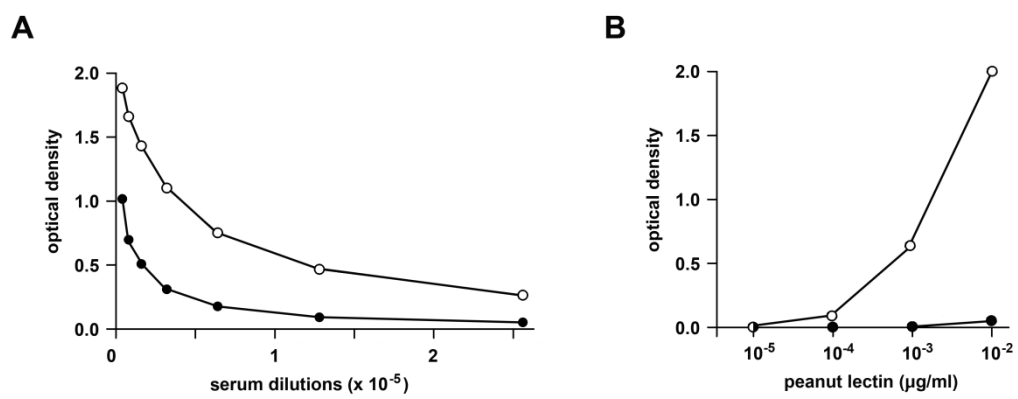 A
B
2.0
1.5
1.0
0.5
0.0
optical density
0
1
2
serum dilutions (x 10⁻⁵)
2.0
1.5
1.0
0.5
0.0
optical density
10⁻⁵
10⁻⁴
10⁻³
10⁻²
peanut lectin (µg/ml)